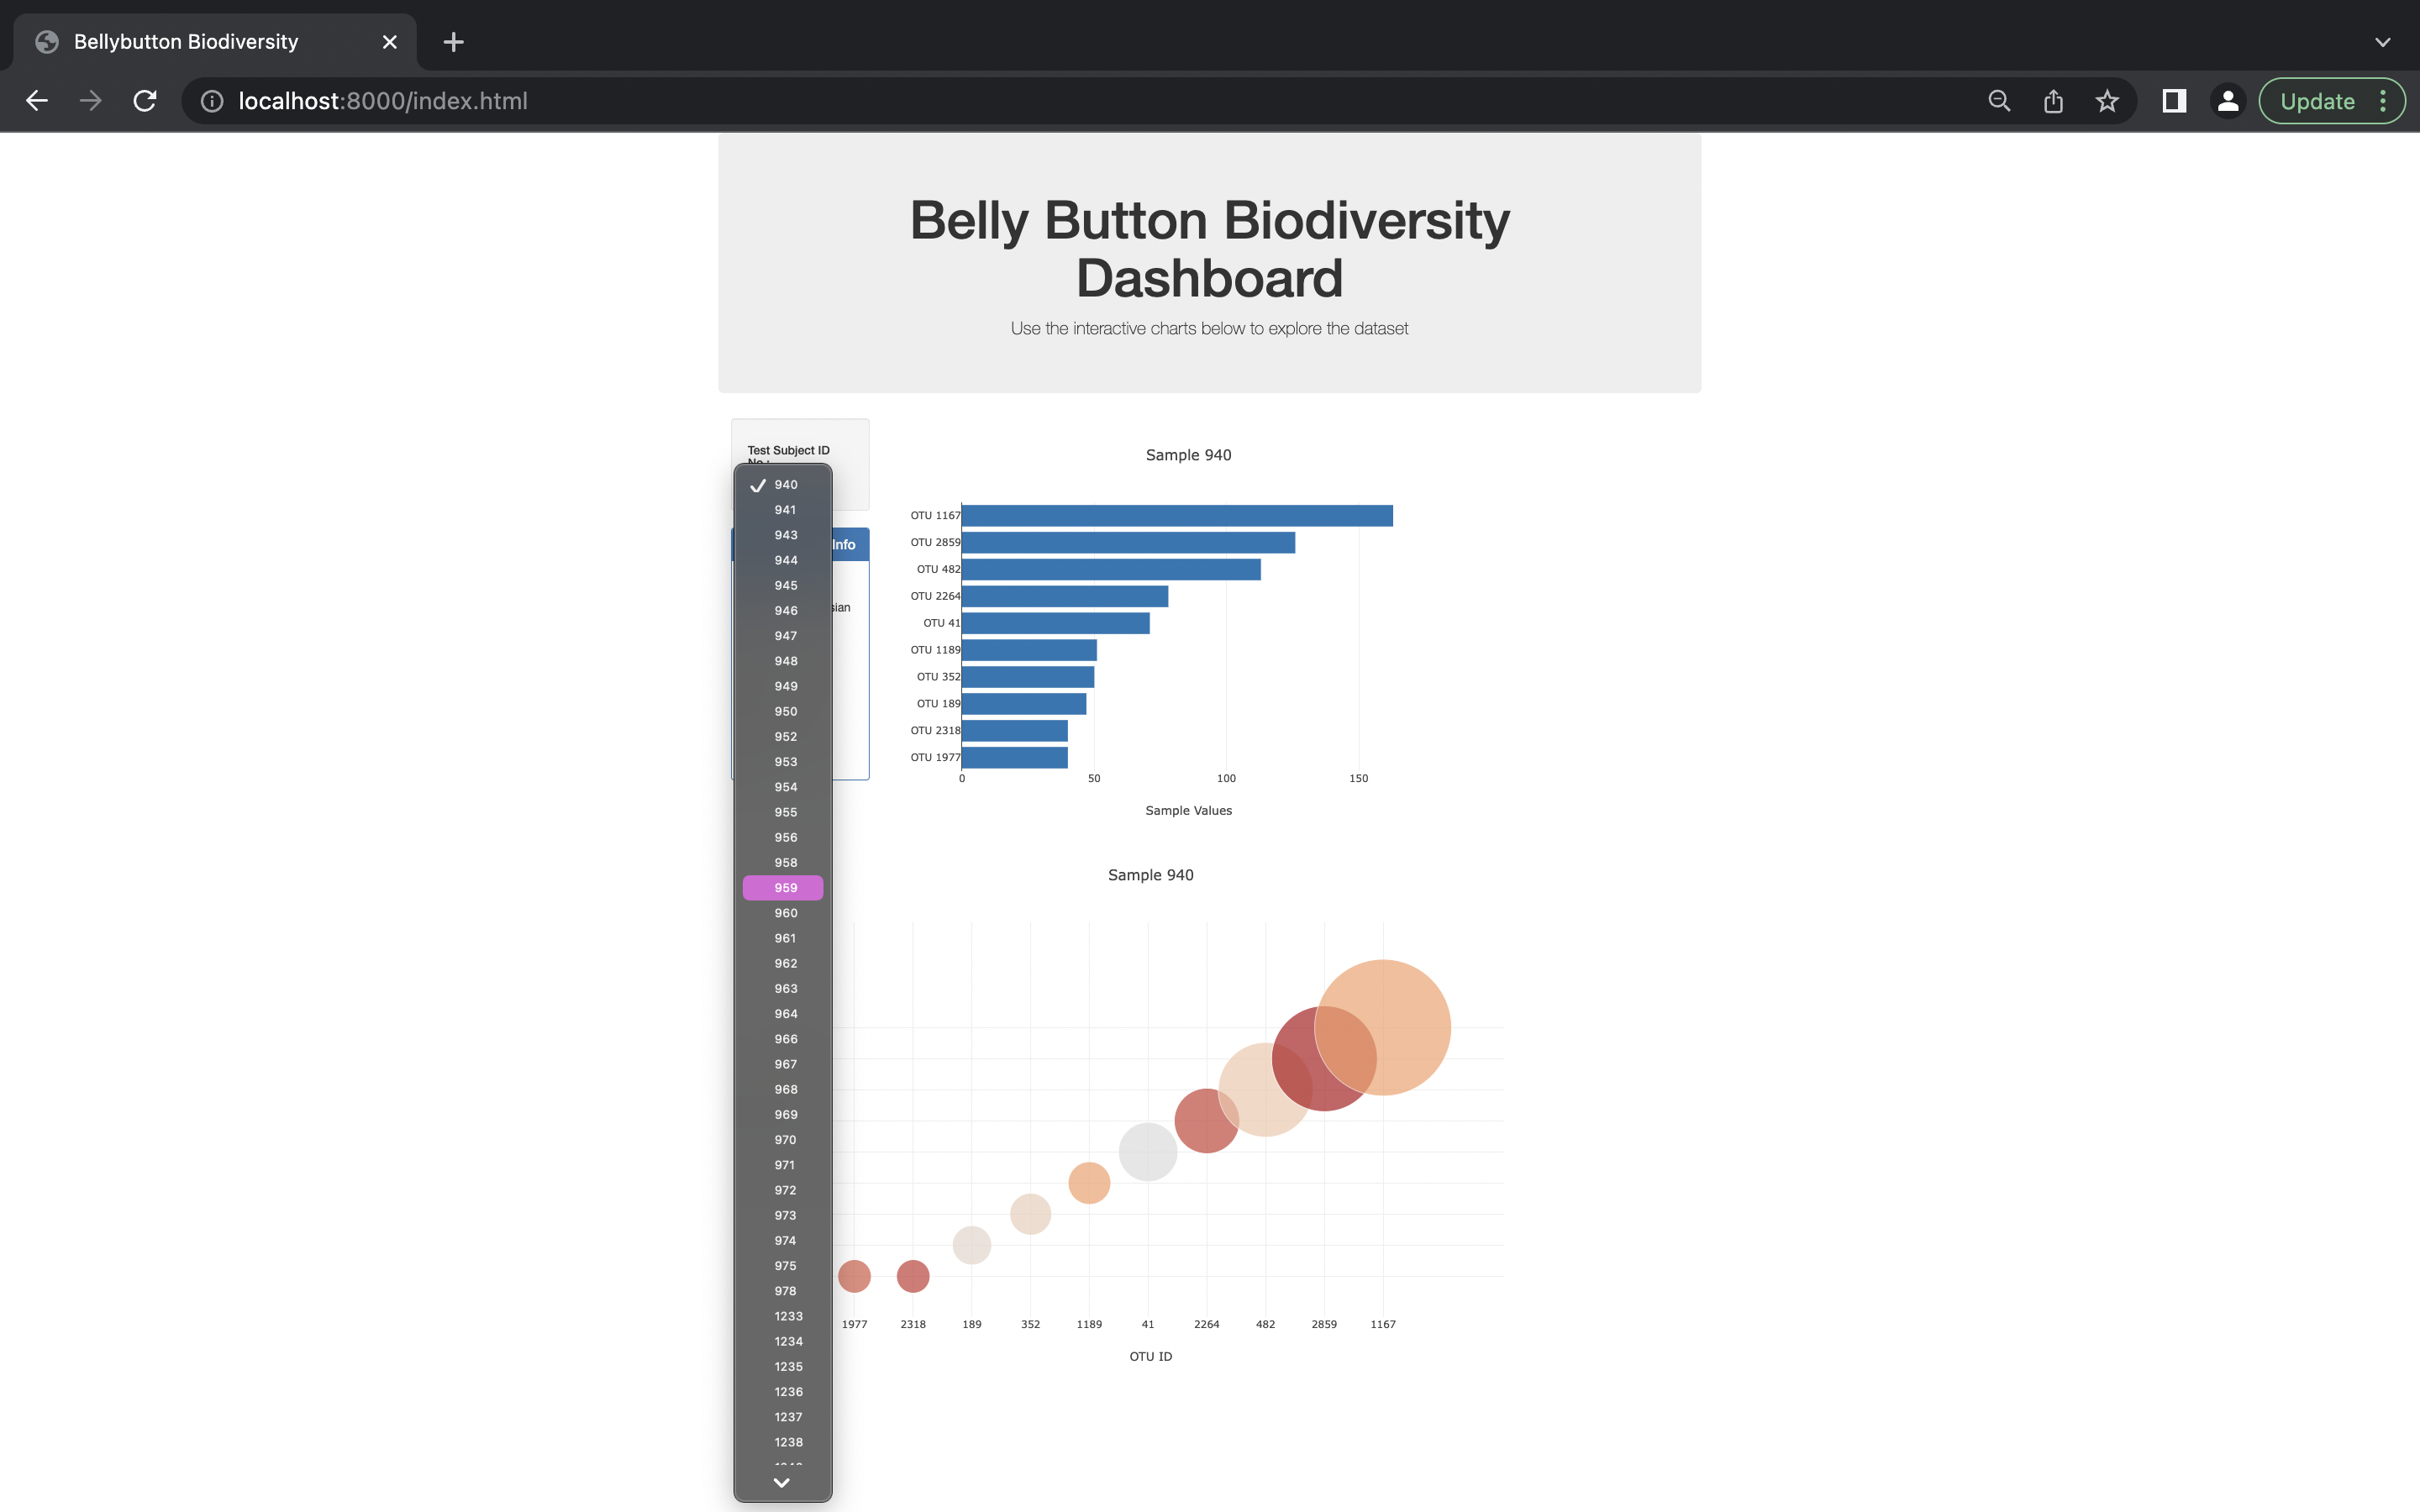 Bellybutton Biodiversity
localhost:8000/index.html
Update
Belly Button Biodiversity
Dashboard
Use the interactive charts below to explore the dataset
Test Subject ID
940
941
943
944
945
946
947
948
949
950
952
953
954
955
956
958
959
960
961
962
963
964
966
967
968
969
970
971
972
973
974
975
978
1233
1234
1235
1236
1237
1238
Info
Sample 940
OTU 1167
OTU 2859
OTU 482
OTU 2264
OTU 41
OTU 1189
OTU 352
OTU 189
OTU 2318
OTU 1977
0 50 100 150
Sample Values
Sample 940
1977 2318 189 352 1189 41 2264 482 2859 1167
OTU ID